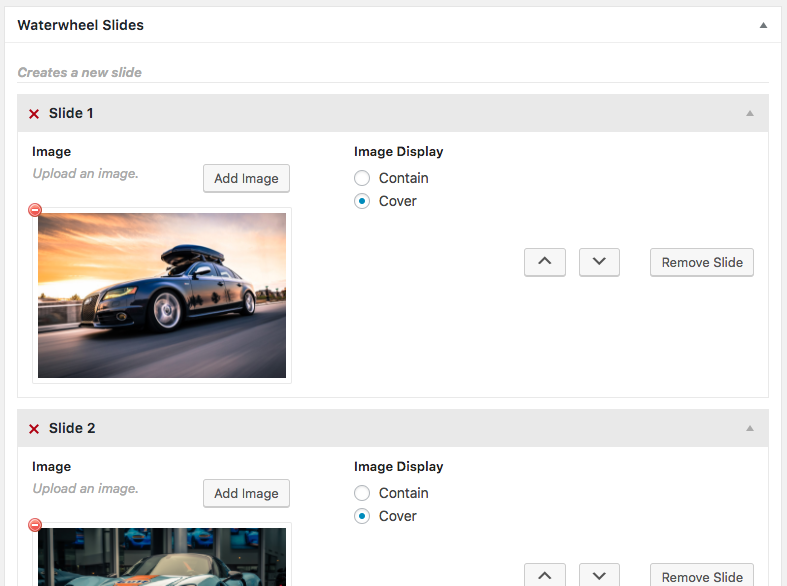 Waterwheel Slides
Creates a new slide
Slide 1
Image
Upload an image.
Add Image
Image Display
Contain
Cover
Remove Slide
Slide 2
Image
Upload an image.
Add Image
Image Display
Contain
Cover
Remove Slide